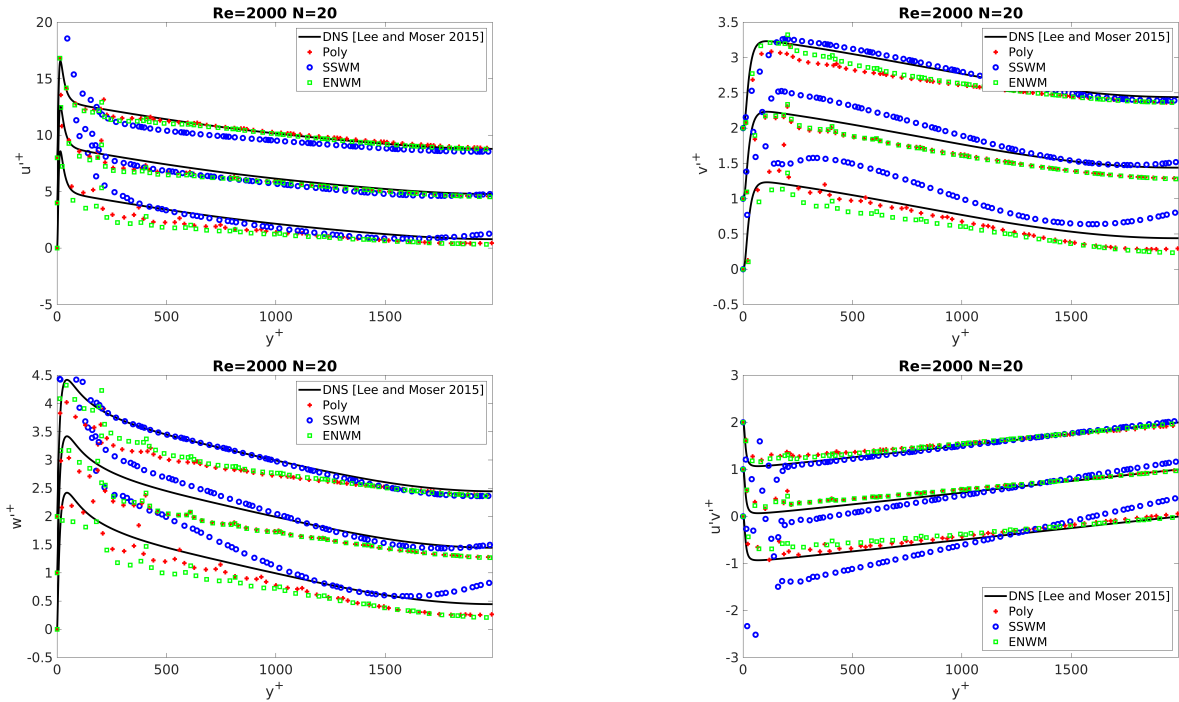 Re=2000 N=20
20
15
10
5
0
-5
u'+
0
500
1000
1500
y+
DNS [Lee and Moser 2015]
Poly
SSWM
ENWM
Re=2000 N=20
3.5
3
2.5
2
1.5
1
0.5
0
-0.5
v'+
0
500
1000
1500
y+
DNS [Lee and Moser 2015]
Poly
SSWM
ENWM
Re=2000 N=20
4.5
4
3.5
3
2.5
2
1.5
1
0.5
0
-0.5
w'+
0
500
1000
1500
y+
DNS [Lee and Moser 2015]
Poly
SSWM
ENWM
Re=2000 N=20
3
2
1
0
-1
-2
-3
u'v'+
0
500
1000
1500
y+
DNS [Lee and Moser 2015]
Poly
SSWM
ENWM